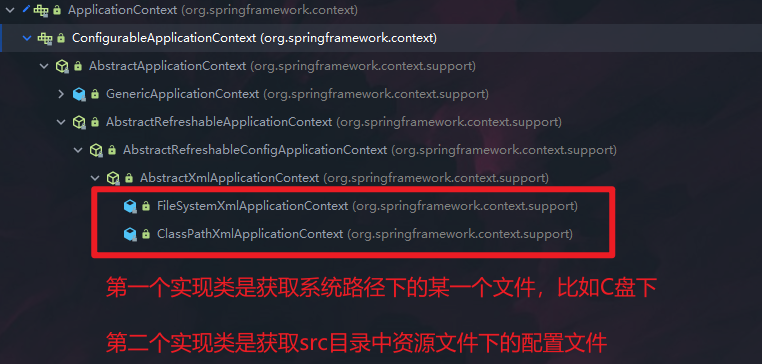 ApplicationContext (org.springframework.context)
ConfigurableApplicationContext (org.springframework.context)
AbstractApplicationContext (org.springframework.context.support)
GenericApplicationContext (org.springframework.context.support)
AbstractRefreshableApplicationContext (org.springframework.context.support)
AbstractRefreshableConfigApplicationContext (org.springframework.context.support)
AbstractXmlApplicationContext (org.springframework.context.support)
FileSystemXmlApplicationContext (org.springframework.context.support)
ClassPathXmlApplicationContext (org.springframework.context.support)
第一个实现类是获取系统路径下的某一个文件，比如C盘下
第二个实现类是获取src目录中资源文件下的配置文件